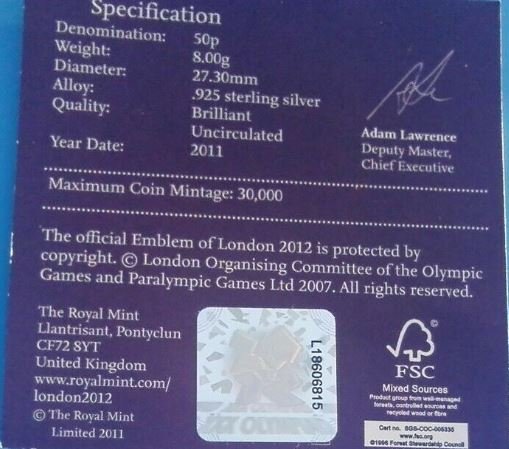 Specification
Denomination: 50p
Weight: 8.00g
Diameter: 27.30mm
Alloy: .925 sterling silver
Quality: Brilliant
Uncirculated
Year Date: 2011
Adam Lawrence
Deputy Master,
Chief Executive
Maximum Coin Mintage: 30,000
The official Emblem of London 2012 is protected by
copyright. © London Organising Committee of the Olympic
Games and Paralympic Games Ltd 2007. All rights reserved.
The Royal Mint
Llantrisant, Pontyclun
CF72 8YT
United Kingdom
www.royalmint.com/
london2012
© The Royal Mint
Limited 2011
L18606815
©
FSC
Mixed Sources
Product group from well-managed
forests, controlled sources and
recycled wood or fibre
Cert no. SGS-COC-005335
www.fsc.org
©1996 Forest Stewardship Council